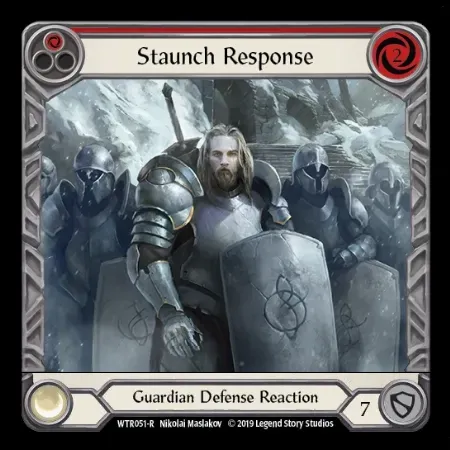 Staunch Response
2
Guardian Defense Reaction
7
WTR051-R Nikolai Maslakov © 2019 Legend Story Studios